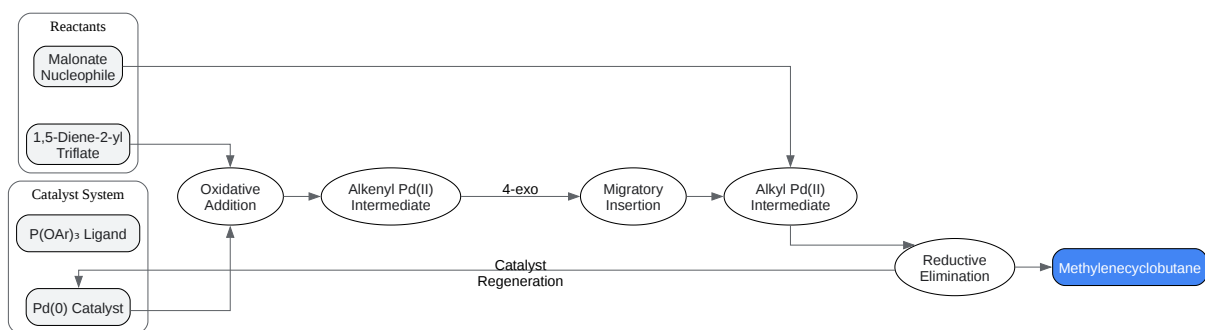 Reactants
Malonate
Nucleophile
1,5-Diene-2-yl
Triflate
Catalyst System
P(OAr)₃ Ligand
Pd(0) Catalyst
Oxidative
Addition
Alkenyl Pd(II)
Intermediate
4-exo
Migratory
Insertion
Alkyl Pd(II)
Intermediate
Catalyst
Regeneration
Reductive
Elimination
Methylenecyclobutane